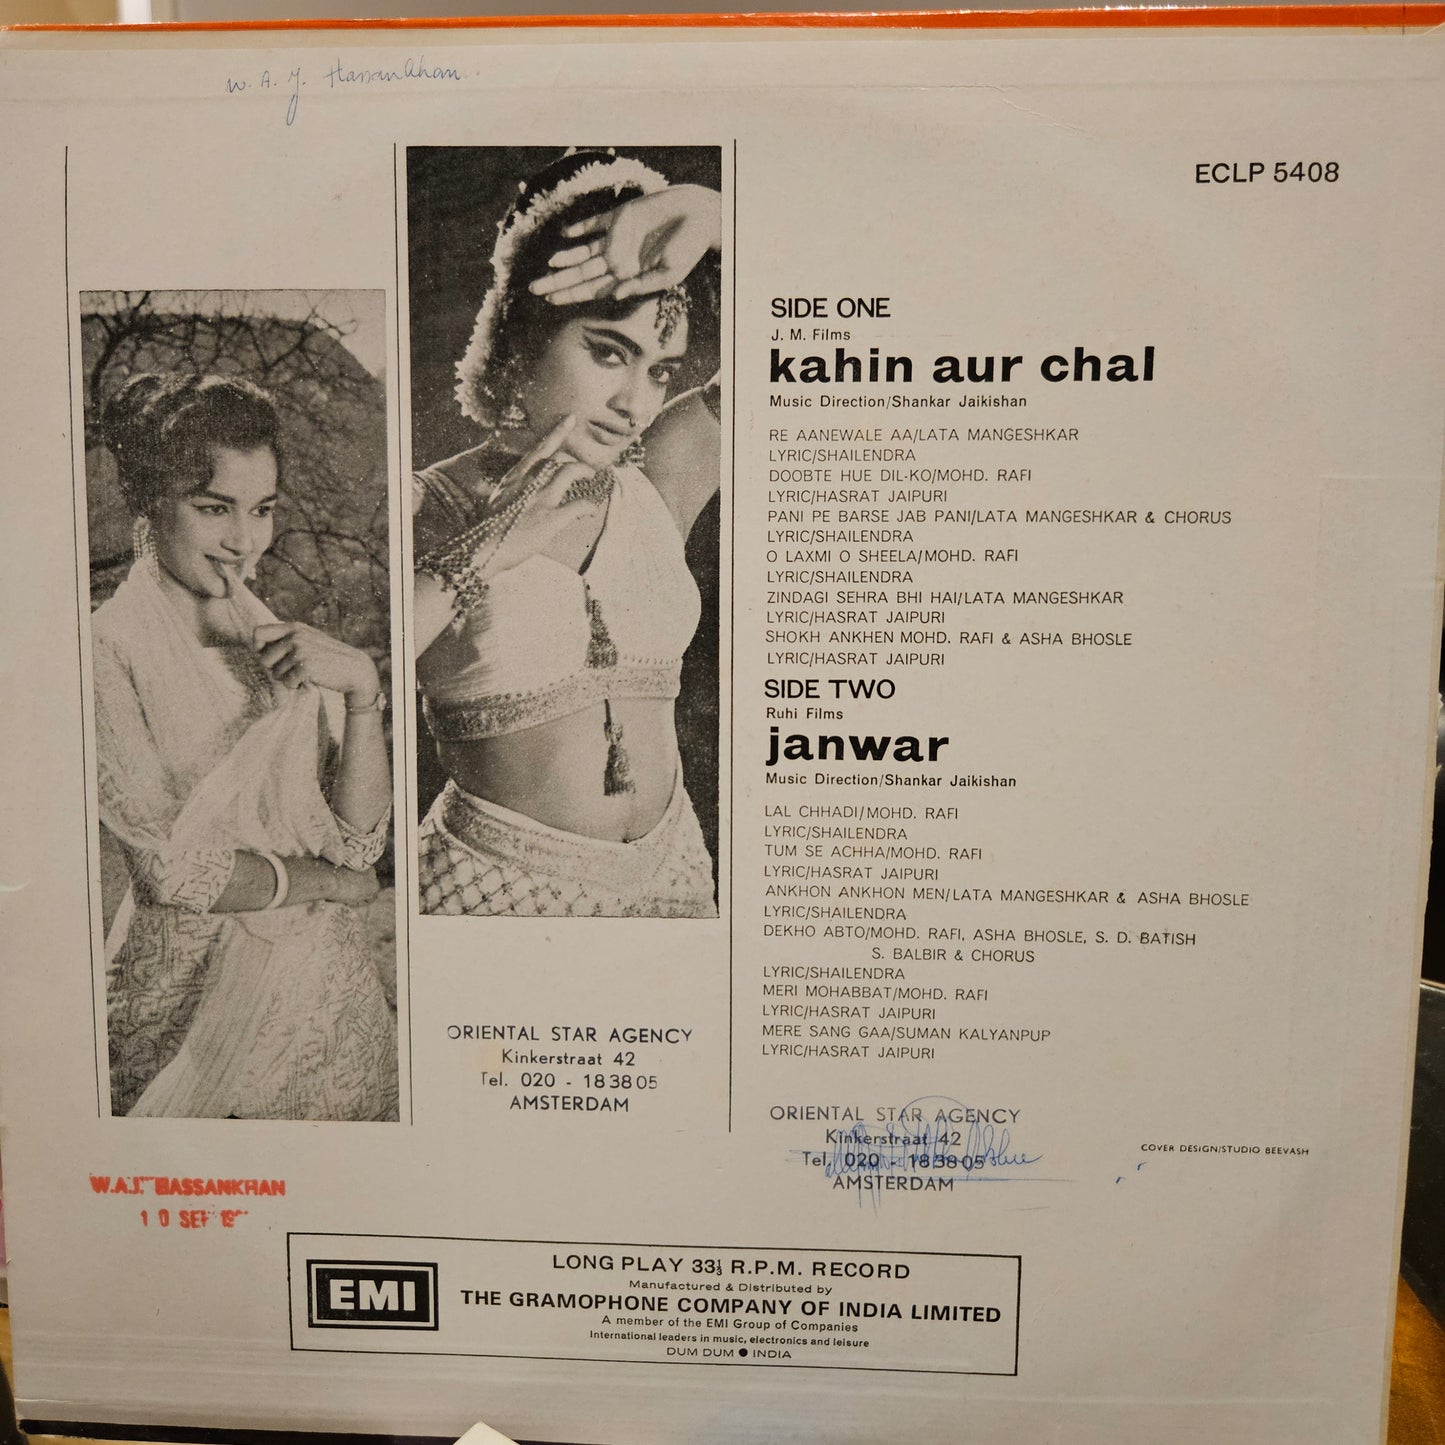 W. A. J. Hassankhan
ECLP 5408
SIDE ONE
J. M. Films
kahin aur chal
Music Direction/Shankar Jaikishan
RE AANEWALE AA/LATA MANGESHKAR
LYRIC/SHAILENDRA
DOOBTE HUE DIL-KO/MOHD. RAFI
LYRIC/HASRAT JAIPURI
PANI PE BARSE JAB PANI/LATA MANGESHKAR & CHORUS
LYRIC/SHAILENDRA
O LAXMI O SHEELA/MOHD. RAFI
LYRIC/SHAILENDRA
ZINDAGI SEHRA BHI HAI/LATA MANGESHKAR
LYRIC/HASRAT JAIPURI
SHOKH ANKHEN MOHD. RAFI & ASHA BHOSLE
LYRIC/HASRAT JAIPURI
SIDE TWO
Ruhi Films
janwar
Music Direction/Shankar Jaikishan
LAL CHHADI/MOHD. RAFI
LYRIC/SHAILENDRA
TUM SE ACHHA/MOHD. RAFI
LYRIC/HASRAT JAIPURI
ANKHON ANKHON MEN/LATA MANGESHKAR & ASHA BHOSLE
LYRIC/SHAILENDRA
DEKHO ABTO/MOHD. RAFI, ASHA BHOSLE, S. D. BATISH
S. BALBIR & CHORUS
LYRIC/SHAILENDRA
MERI MOHABBAT/MOHD. RAFI
LYRIC/HASRAT JAIPURI
MERE SANG GAA/SUMAN KALYANPUP
LYRIC/HASRAT JAIPURI
ORIENTAL STAR AGENCY
Kinkerstraat 42
Tel. 020 - 183805
AMSTERDAM
ORIENTAL STAR AGENCY
Kinkerstraat 42
Tel. 020 - 183805
AMSTERDAM
COVER DESIGN/STUDIO BEEVASH
W.A.J. HASSANKHAN
10 SEP
EMI
LONG PLAY 33⅓ R.P.M. RECORD
Manufactured & Distributed by
THE GRAMOPHONE COMPANY OF INDIA LIMITED
A member of the EMI Group of Companies
International leaders in music, electronics and leisure
DUM DUM ● INDIA